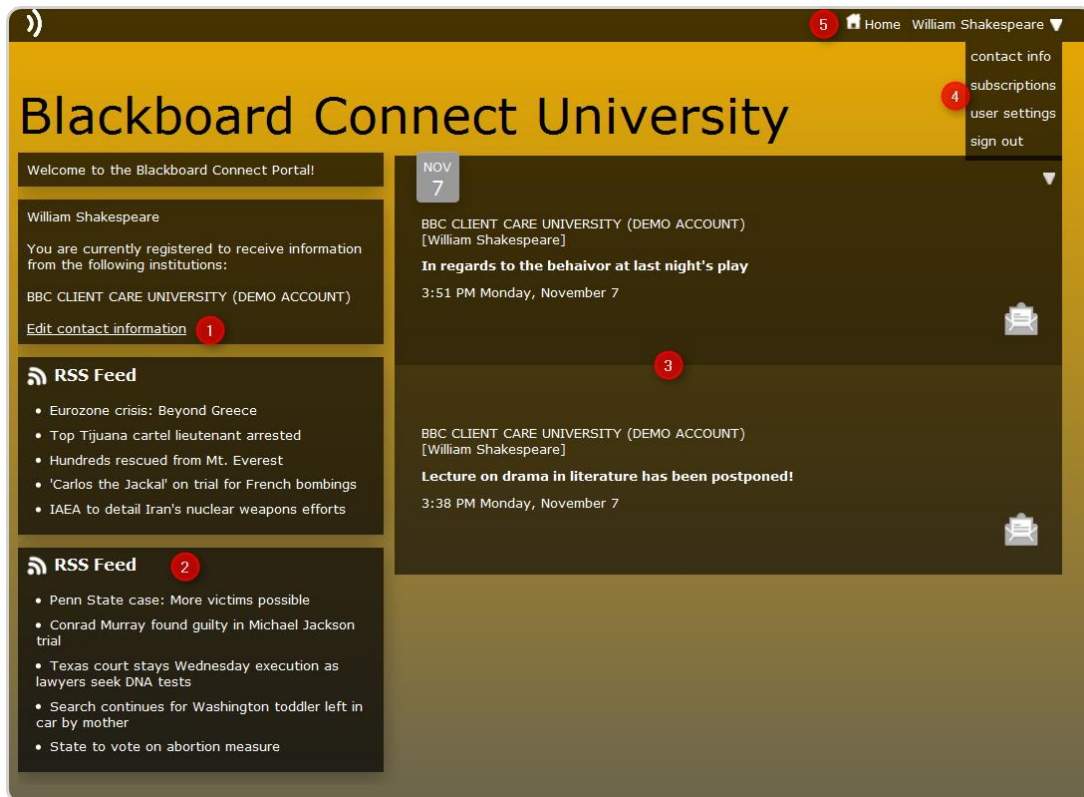 5 Home William Shakespeare
contact info
subscriptions
4
user settings
sign out
Blackboard Connect University
Welcome to the Blackboard Connect Portal!
William Shakespeare
You are currently registered to receive information
from the following institutions:
BBC CLIENT CARE UNIVERSITY (DEMO ACCOUNT)
Edit contact information 1
RSS Feed
• Eurozone crisis: Beyond Greece
• Top Tijuana cartel lieutenant arrested
• Hundreds rescued from Mt. Everest
• 'Carlos the Jackal' on trial for French bombings
• IAEA to detail Iran's nuclear weapons efforts
RSS Feed 2
• Penn State case: More victims possible
• Conrad Murray found guilty in Michael Jackson
trial
• Texas court stays Wednesday execution as
lawyers seek DNA tests
• Search continues for Washington toddler left in
car by mother
• State to vote on abortion measure
NOV
7
BBC CLIENT CARE UNIVERSITY (DEMO ACCOUNT)
[William Shakespeare]
In regards to the behaivor at last night's play
3:51 PM Monday, November 7
3
BBC CLIENT CARE UNIVERSITY (DEMO ACCOUNT)
[William Shakespeare]
Lecture on drama in literature has been postponed!
3:38 PM Monday, November 7